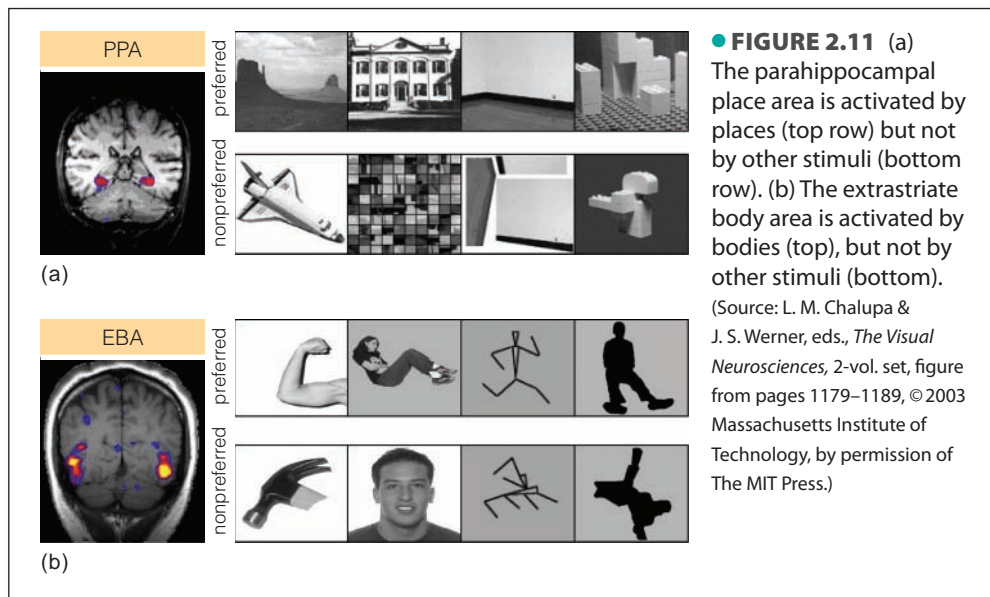 PPA
preferred
nonpreferred
(a)
EBA
preferred
nonpreferred
(b)
● FIGURE 2.11 (a)
The parahippocampal
place area is activated by
places (top row) but not
by other stimuli (bottom
row). (b) The extrastriate
body area is activated by
bodies (top), but not by
other stimuli (bottom).
(Source: L. M. Chalupa &
J. S. Werner, eds., The Visual
Neurosciences, 2-vol. set, figure
from pages 1179–1189, © 2003
Massachusetts Institute of
Technology, by permission of
The MIT Press.)